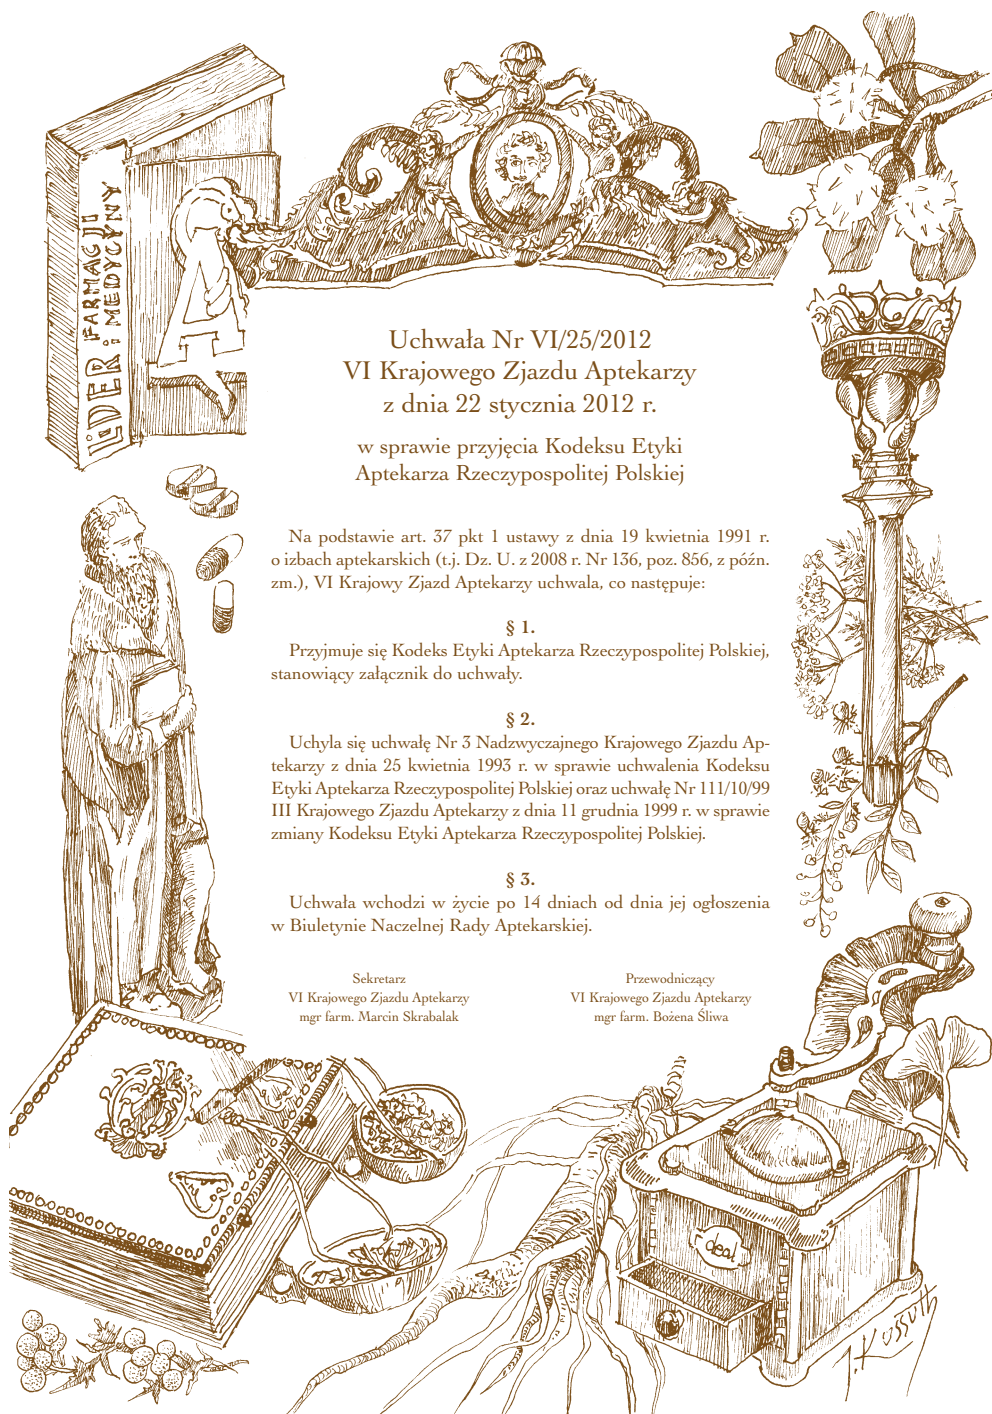 LIDER FARMACJI
i MEDYCYNY
A
Uchwała Nr VI/25/2012
VI Krajowego Zjazdu Aptekarzy
z dnia 22 stycznia 2012 r.
w sprawie przyjęcia Kodeksu Etyki
Aptekarza Rzeczypospolitej Polskiej
Na podstawie art. 37 pkt 1 ustawy z dnia 19 kwietnia 1991 r.
o izbach aptekarskich (t.j. Dz. U. z 2008 r. Nr 136, poz. 856, z późn.
zm.), VI Krajowy Zjazd Aptekarzy uchwala, co następuje:
§ 1.
Przyjmuje się Kodeks Etyki Aptekarza Rzeczypospolitej Polskiej,
stanowiący załącznik do uchwały.
§ 2.
Uchyla się uchwałę Nr 3 Nadzwyczajnego Krajowego Zjazdu Ap-
tekarzy z dnia 25 kwietnia 1993 r. w sprawie uchwalenia Kodeksu
Etyki Aptekarza Rzeczypospolitej Polskiej oraz uchwałę Nr 111/10/99
III Krajowego Zjazdu Aptekarzy z dnia 11 grudnia 1999 r. w sprawie
zmiany Kodeksu Etyki Aptekarza Rzeczypospolitej Polskiej.
§ 3.
Uchwała wchodzi w życie po 14 dniach od dnia jej ogłoszenia
w Biuletynie Naczelnej Rady Aptekarskiej.
Sekretarz
VI Krajowego Zjazdu Aptekarzy
mgr farm. Marcin Skrabalak
Przewodniczący
VI Krajowego Zjazdu Aptekarzy
mgr farm. Bożena Śliwa
deal
J. Kossuth